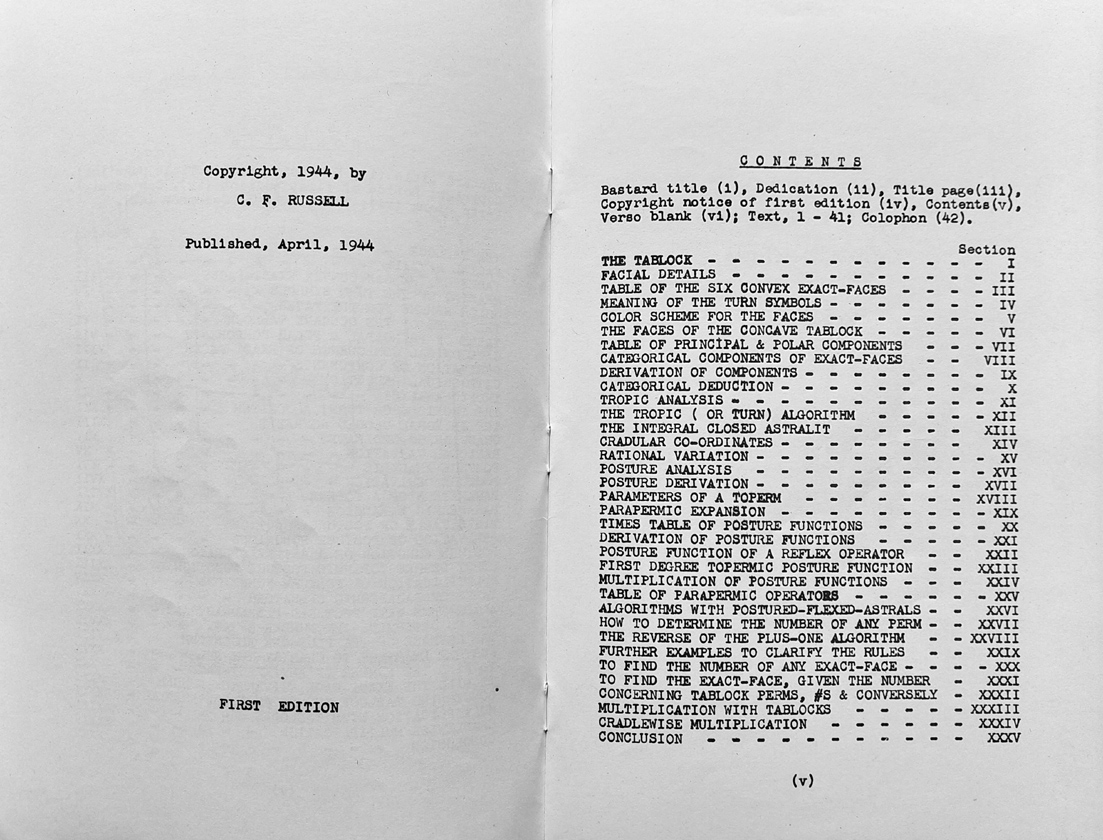 Copyright, 1944, by
C. F. RUSSELL
Published, April, 1944
FIRST EDITION
CONTENTS
Bastard title (i), Dedication (ii), Title page(iii),
Copyright notice of first edition (iv), Contents(v),
Verso blank (vi); Text, 1 - 41; Colophon (42).
Section
THE TABLOCK - - - - - - - - - - - I
FACIAL DETAILS - - - - - - - - - - II
TABLE OF THE SIX CONVEX EXACT-FACES - - - - III
MEANING OF THE TURN SYMBOLS - - - - - - - IV
COLOR SCHEME FOR THE FACES - - - - - - - V
THE FACES OF THE CONCAVE TABLOCK - - - - - VI
TABLE OF PRINCIPAL & POLAR COMPONENTS - - - VII
CATEGORICAL COMPONENTS OF EXACT-FACES - - VIII
DERIVATION OF COMPONENTS - - - - - - - - IX
CATEGORICAL DEDUCTION - - - - - - - - - X
TROPIC ANALYSIS - - - - - - - - - - XI
THE TROPIC ( OR TURN) ALGORITHM - - - - - XII
THE INTEGRAL CLOSED ASTRALIT - - - - - XIII
CRADULAR CO-ORDINATES - - - - - - - - XIV
RATIONAL VARIATION - - - - - - - - - XV
POSTURE ANALYSIS - - - - - - - - - XVI
POSTURE DERIVATION - - - - - - - - - XVII
PARAMETERS OF A TOPERM - - - - - - - XVIII
PARAPERMIC EXPANSION - - - - - - - - XIX
TIMES TABLE OF POSTURE FUNCTIONS - - - - - XX
DERIVATION OF POSTURE FUNCTIONS - - - - - XXI
POSTURE FUNCTION OF A REFLEX OPERATOR - - XXII
FIRST DEGREE TOPERMIC POSTURE FUNCTION - - XXIII
MULTIPLICATION OF POSTURE FUNCTIONS - - - XXIV
TABLE OF PARAPERMIC OPERATORS - - - - - - XXV
ALGORITHMS WITH POSTURED-FLEXED-ASTRALS - - XXVI
HOW TO DETERMINE THE NUMBER OF ANY PERM - - XXVII
THE REVERSE OF THE PLUS-ONE ALGORITHM - - XXVIII
FURTHER EXAMPLES TO CLARIFY THE RULES - - XXIX
TO FIND THE NUMBER OF ANY EXACT-FACE - - - - XXX
TO FIND THE EXACT-FACE, GIVEN THE NUMBER - XXXI
CONCERNING TABLOCK PERMS, #S & CONVERSELY - XXXII
MULTIPLICATION WITH TABLOCKS - - - - - XXXIII
CRADLEWISE MULTIPLICATION - - - - - - XXXIV
CONCLUSION - - - - - - - - - - - XXXV
(v)